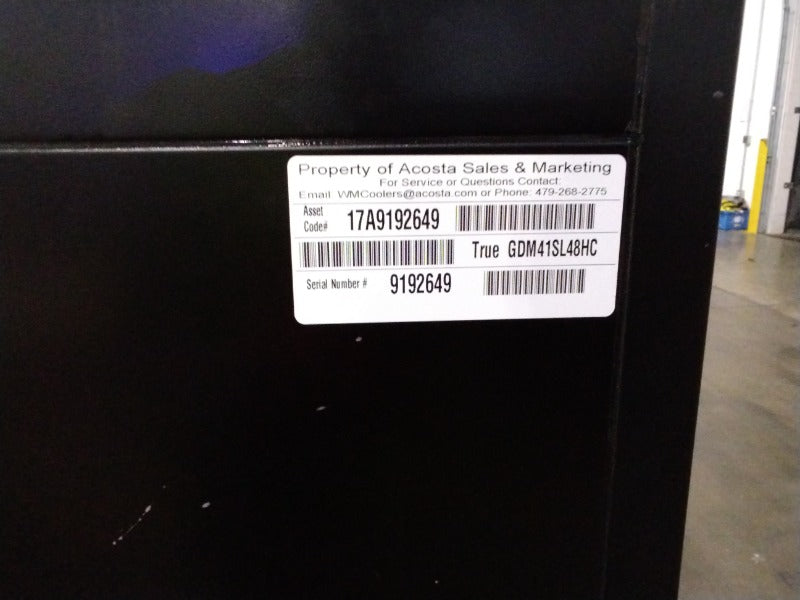 Property of Acosta Sales & Marketing
For Service or Questions Contact:
Email: WMCoolers@acosta.com or Phone: 479-268-2775
Asset Code# 17A9192649
True GDM41SL48HC
Serial Number # 9192649